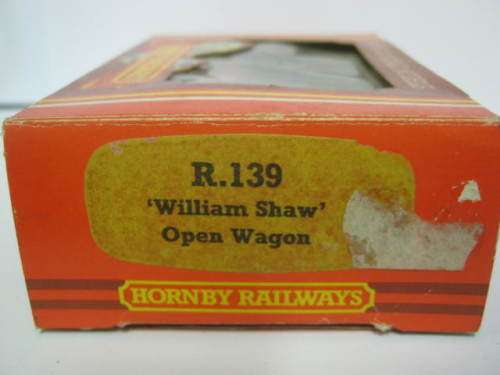 R.139
'William Shaw'
Open Wagon
HORNBY RAILWAYS